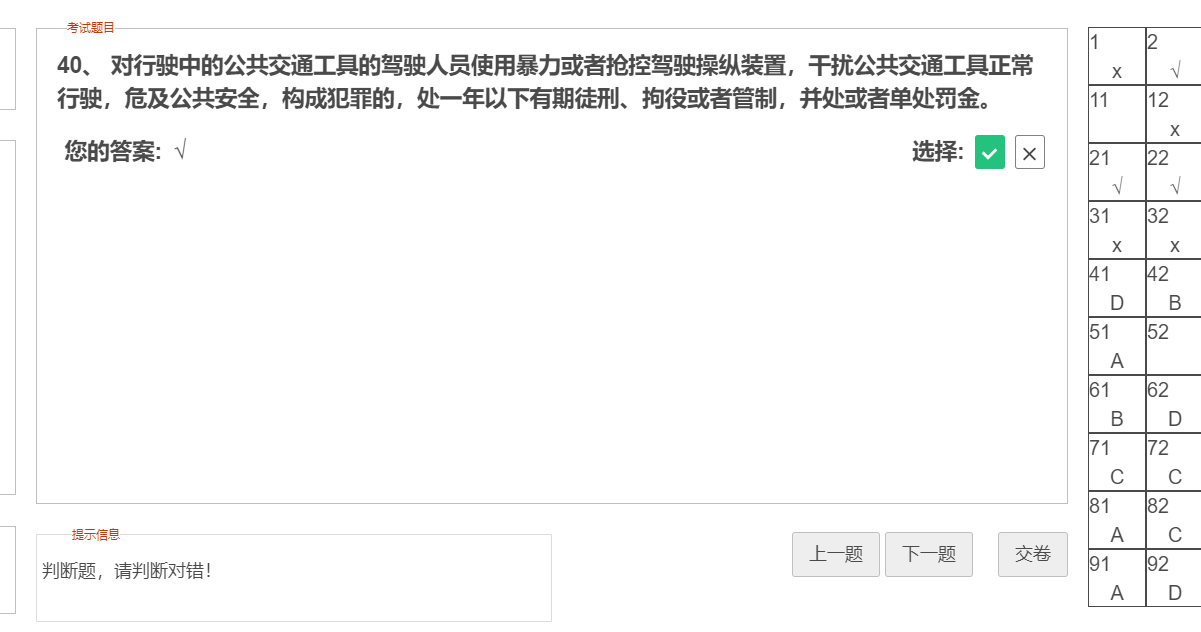 考试题目
40、 对行驶中的公共交通工具的驾驶人员使用暴力或者抢控驾驶操纵装置，干扰公共交通工具正常
行驶，危及公共安全，构成犯罪的，处一年以下有期徒刑、拘役或者管制，并处或者单处罚金。
您的答案: √
选择:
提示信息
判断题，请判断对错！
上一题 下一题 交卷
1 2
x √
11 12
x
21 22
√ √
31 32
x x
41 42
D B
51 52
A
61 62
B D
71 72
C C
81 82
A C
91 92
A D